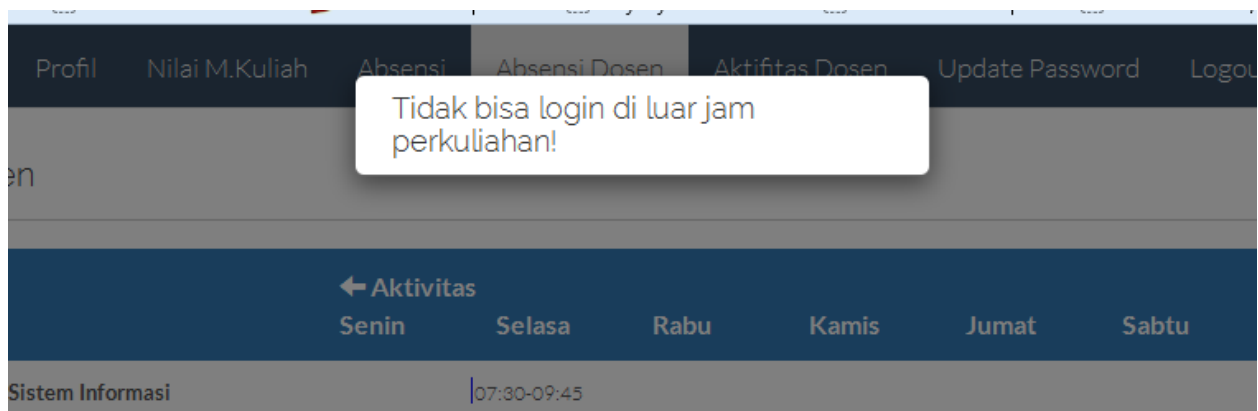 Profil Nilai M.Kuliah Absensi Absensi Dosen Aktifitas Dosen Update Password
Tidak bisa login di luar jam
perkuliahan!
Aktivitas
Senin Selasa Rabu Kamis Jumat Sabtu
Sistem Informasi 07:30-09:45